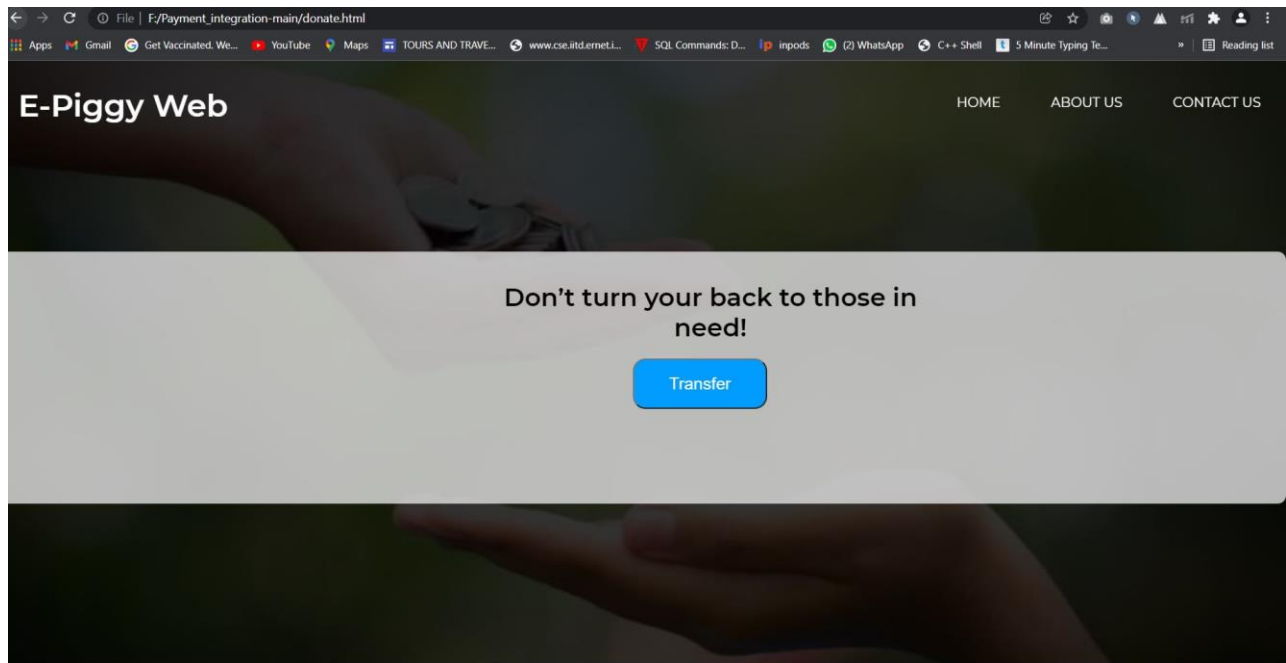 File | F:/Payment_integration-main/donate.html
Apps Gmail Get Vaccinated. We... YouTube Maps TOURS AND TRAVE... www.cse.iitd.ernet.i... SQL Commands: D... inpods (2) WhatsApp C++ Shell 5 Minute Typing Te... » Reading list
E-Piggy Web HOME ABOUT US CONTACT US
Don’t turn your back to those in
need!
Transfer